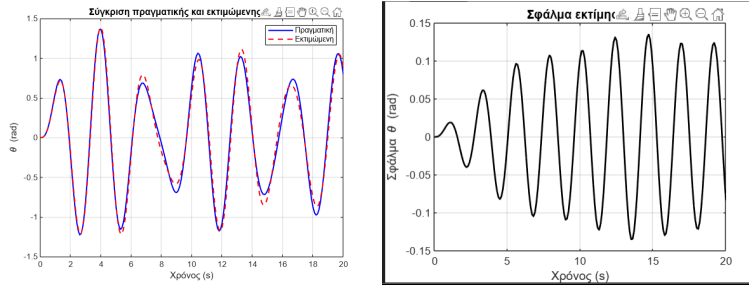 Σύγκριση πραγματικής και εκτιμώμενης
1.5
1
0.5
0
-0.5
-1
-1.5
θ (rad)
Πραγματική
Εκτιμώμενη
0 2 4 6 8 10 12 14 16 18 20
Χρόνος (s)
Σφάλμα εκτίμης
0.15
0.1
0.05
0
-0.05
-0.1
-0.15
Σφάλμα θ (rad)
0 5 10 15 20
Χρόνος (s)